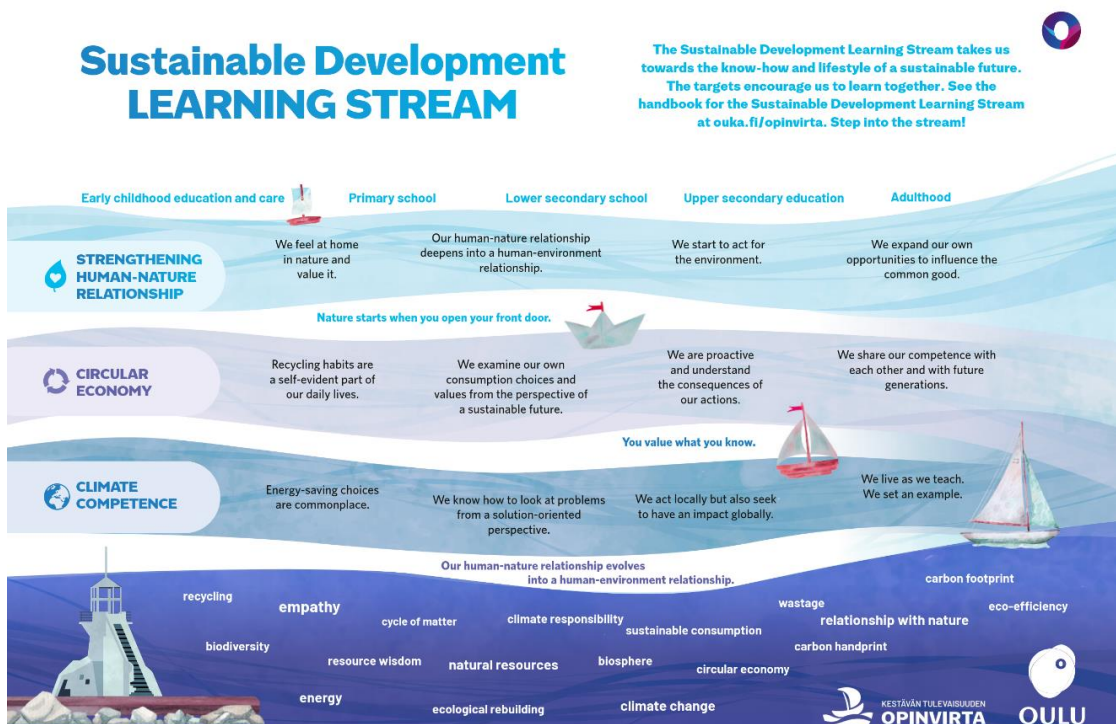 Sustainable Development
LEARNING STREAM
The Sustainable Development Learning Stream takes us
towards the know-how and lifestyle of a sustainable future.
The targets encourage us to learn together. See the
handbook for the Sustainable Development Learning Stream
at ouka.fi/opinvirta. Step into the stream!
Early childhood education and care
Primary school
Lower secondary school
Upper secondary education
Adulthood
STRENGTHENING
HUMAN-NATURE
RELATIONSHIP
We feel at home
in nature and
value it.
Our human-nature relationship
deepens into a human-environment
relationship.
We start to act for
the environment.
We expand our own
opportunities to influence the
common good.
Nature starts when you open your front door.
CIRCULAR
ECONOMY
Recycling habits are
a self-evident part of
our daily lives.
We examine our own
consumption choices and
values from the perspective of
a sustainable future.
We are proactive
and understand
the consequences of
our actions.
We share our competence with
each other and with future
generations.
You value what you know.
CLIMATE
COMPETENCE
Energy-saving choices
are commonplace.
We know how to look at problems
from a solution-oriented
perspective.
We act locally but also seek
to have an impact globally.
We live as we teach.
We set an example.
Our human-nature relationship evolves
into a human-environment relationship.
carbon footprint
recycling
empathy
cycle of matter
climate responsibility
sustainable consumption
wastage
relationship with nature
eco-efficiency
biodiversity
resource wisdom
natural resources
biosphere
circular economy
carbon handprint
energy
ecological rebuilding
climate change
KESTÄVÄN TULEVAISUUDEN
OPINVIRTA
OULU